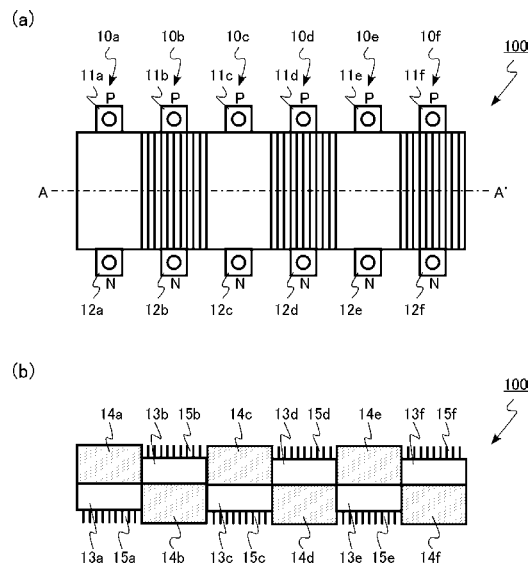 (a)
10a 10b 10c 10d 10e 10f
100
11a 11b 11c 11d 11e 11f
P P P P P P
A A'
N N N N N N
12a 12b 12c 12d 12e 12f
(b)
100
14a 13b 15b 14c 13d 15d 14e 13f 15f
13a 15a 14b 13c 15c 14d 13e 15e 14f